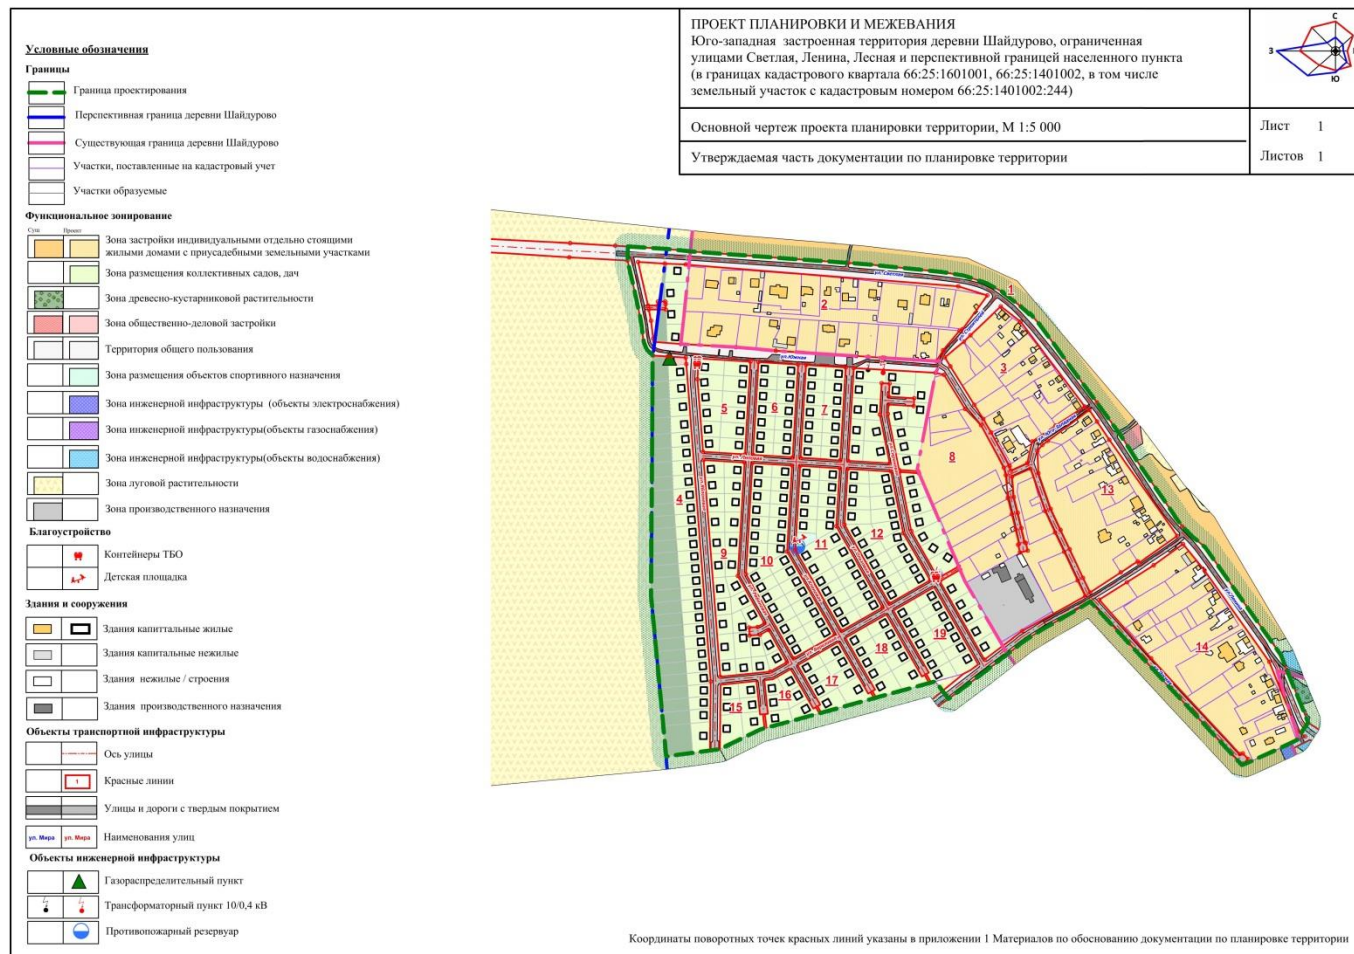 ПРОЕКТ ПЛАНИРОВКИ И МЕЖЕВАНИЯ
Юго-западная застроенная территория деревни Шайдурово, ограниченная
улицами Светлая, Ленина, Лесная и перспективной границей населенного пункта
(в границах кадастрового квартала 66:25:1601001, 66:25:1401002, в том числе
земельный участок с кадастровым номером 66:25:1401002:244)
Основной чертеж проекта планировки территории, М 1:5 000
Утверждаемая часть документации по планировке территории
Лист 1
Листов 1
С
З
Ю
Условные обозначения
Границы
Граница проектирования
Перспективная граница деревни Шайдурово
Существующая граница деревни Шайдурово
Участки, поставленные на кадастровый учет
Участки образуемые
Функциональное зонирование
Сущ Проект
Зона застройки индивидуальными отдельно стоящими
жилыми домами с приусадебными земельными участками
Зона размещения коллективных садов, дач
Зона древесно-кустарниковой растительности
Зона общественно-деловой застройки
Территория общего пользования
Зона размещения объектов спортивного назначения
Зона инженерной инфраструктуры (объекты электроснабжения)
Зона инженерной инфраструктуры(объекты газоснабжения)
Зона инженерной инфраструктуры(объекты водоснабжения)
Зона луговой растительности
Зона производственного назначения
Благоустройство
Контейнеры ТБО
Детская площадка
Здания и сооружения
Здания капиттальные жилые
Здания капитальные нежилые
Здания нежилые / строения
Здания производственного назначения
Объекты транспортной инфраструктуры
Ось улицы
1
Красные линии
Улицы и дороги с твердым покрытием
ул. Мира ул. Мира Наименования улиц
Объекты инженерной инфраструктуры
Газораспределительный пункт
Трансформаторный пункт 10/0,4 кВ
Противопожарный резервуар
ул. Светлая
1
2
ул. Южная
3
5
6
7
8
4
13
12
11
10
9
14
19
18
17
16
15
Координаты поворотных точек красных линий указаны в приложении 1 Материалов по обоснованию документации по планировке территории